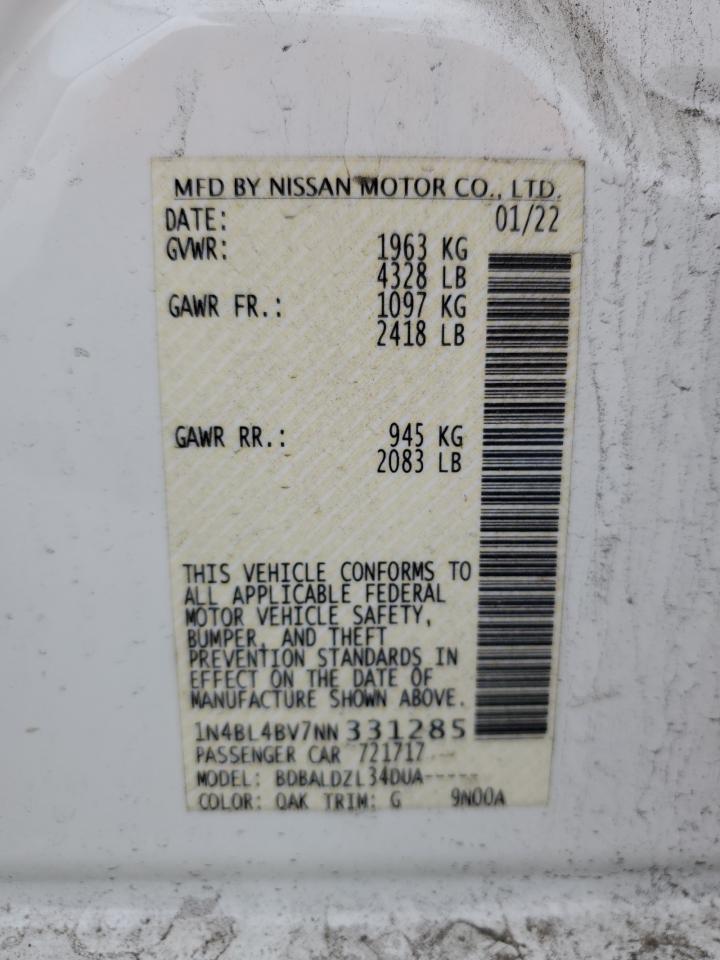 MFD BY NISSAN MOTOR CO., LTD.
DATE: 01/22
GVWR: 1963 KG
4328 LB
GAWR FR.: 1097 KG
2418 LB
GAWR RR.: 945 KG
2083 LB
THIS VEHICLE CONFORMS TO
ALL APPLICABLE FEDERAL
MOTOR VEHICLE SAFETY,
BUMPER, AND THEFT
PREVENTION STANDARDS IN
EFFECT ON THE DATE OF
MANUFACTURE SHOWN ABOVE.
1N4BL4BV7NN331285
PASSENGER CAR 721717---
MODEL: BDBALDZL34DUA-----
COLOR: QAK TRIM: G 9N00A